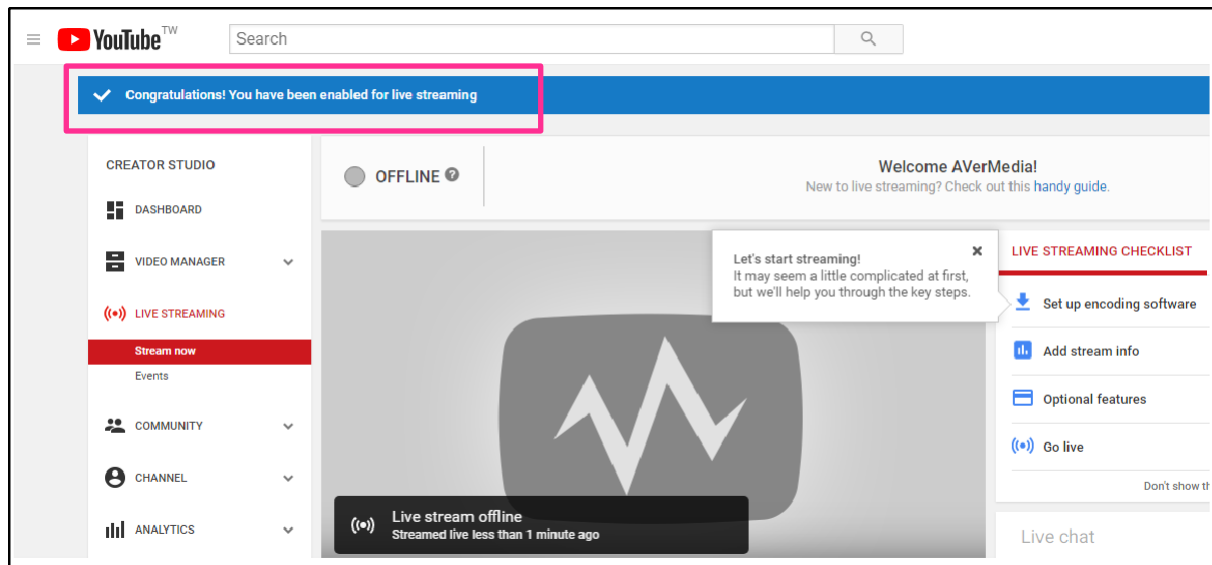 YouTube TW
Search
Congratulations! You have been enabled for live streaming
CREATOR STUDIO
DASHBOARD
VIDEO MANAGER
LIVE STREAMING
Stream now
Events
COMMUNITY
CHANNEL
ANALYTICS
OFFLINE ?
Welcome AVerMedia!
New to live streaming? Check out this handy guide.
Let's start streaming!
It may seem a little complicated at first,
but we'll help you through the key steps.
Live stream offline
Streamed live less than 1 minute ago
LIVE STREAMING CHECKLIST
Set up encoding software
Add stream info
Optional features
Go live
Don't show th
Live chat